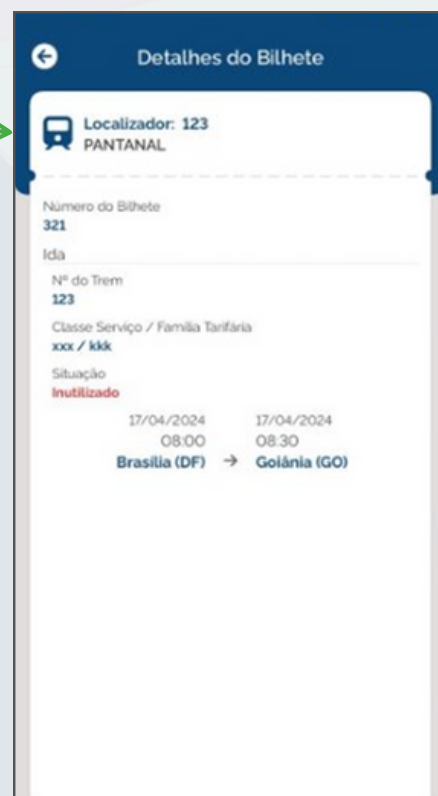 Detalhes do Bilhete
Localizador: 123
PANTANAL
Número do Bilhete
321
Ida
Nº do Trem
123
Classe Serviço / Família Tarifária
xxx / kkk
Situação
Inutilizado
17/04/2024 17/04/2024
08:00 08:30
Brasília (DF) → Goiânia (GO)